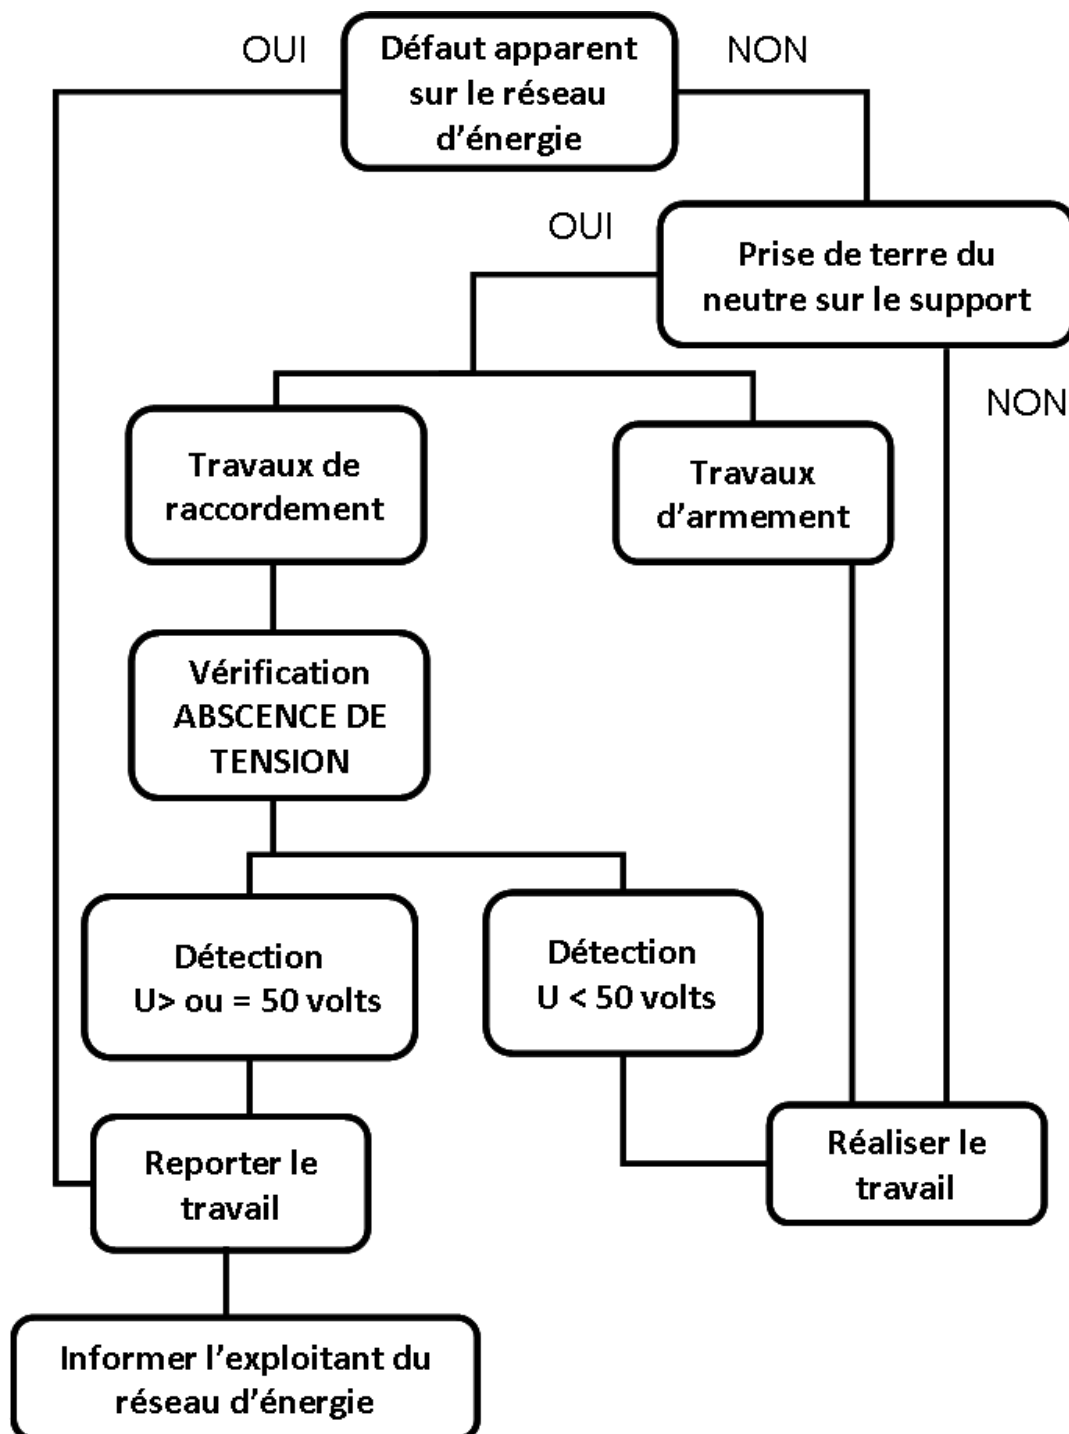 OUI
Défaut apparent
sur le réseau
d'énergie
NON
OUI
Prise de terre du
neutre sur le support
NON
Travaux de
raccordement
Travaux
d'armement
Vérification
ABSCENCE DE
TENSION
Détection
U> ou = 50 volts
Détection
U < 50 volts
Reporter le
travail
Réaliser le
travail
Informer l'exploitant du
réseau d'énergie